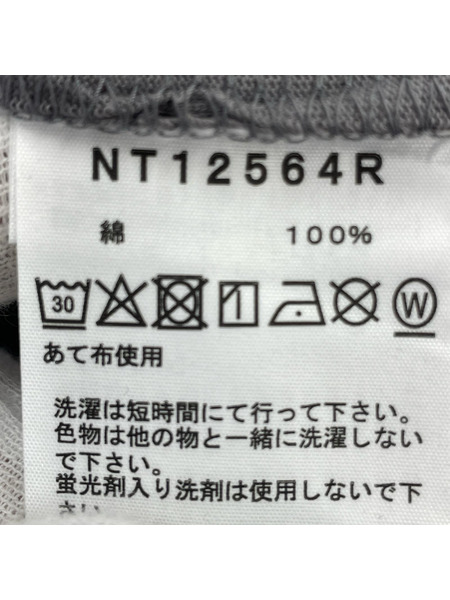 NT12564R
綿 100%
30 W
あて布使用
洗濯は短時間にて行って下さい。
色物は他の物と一緒に洗濯しない
で下さい。
蛍光剤入り洗剤は使用しないで下
さい。